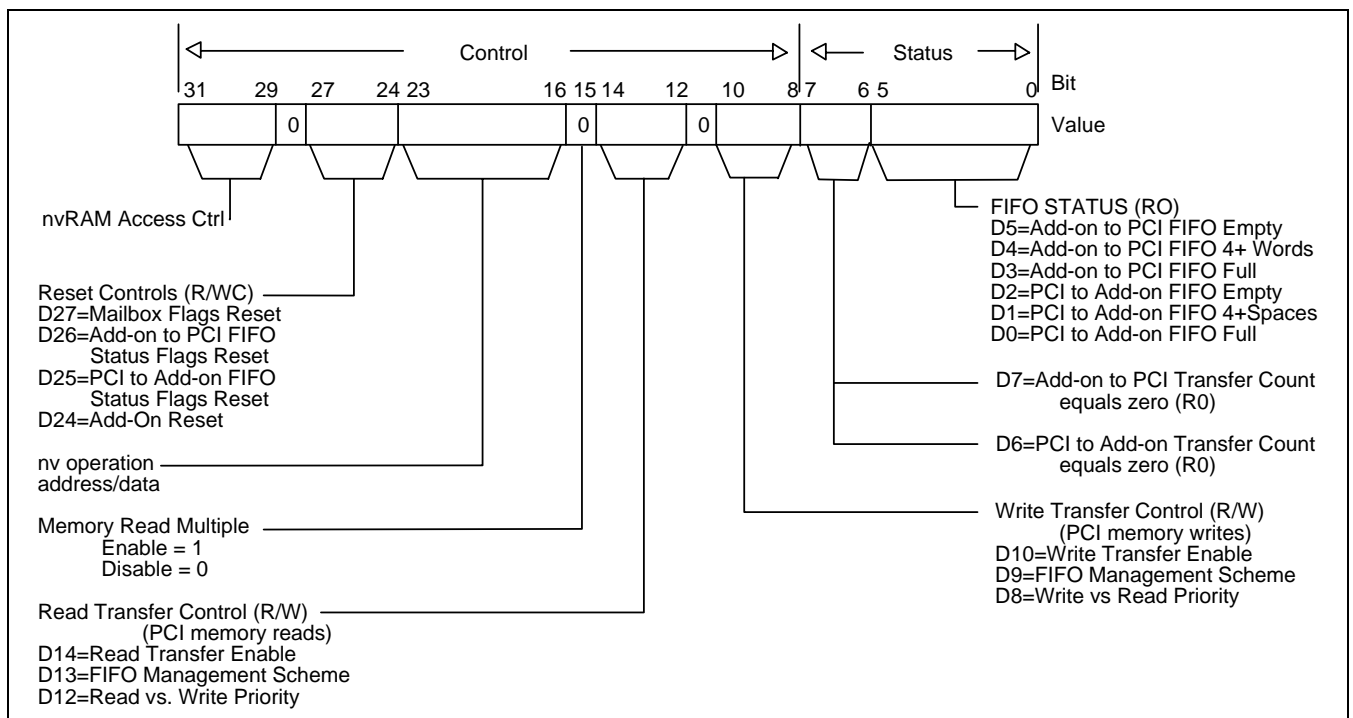 Control Status
31 29 27 24 23 16 15 14 12 10 8 7 6 5 0 Bit
0 0 0 Value
nvRAM Access Ctrl
Reset Controls (R/WC)
D27=Mailbox Flags Reset
D26=Add-on to PCI FIFO
Status Flags Reset
D25=PCI to Add-on FIFO
Status Flags Reset
D24=Add-On Reset
nv operation
address/data
Memory Read Multiple
Enable = 1
Disable = 0
Read Transfer Control (R/W)
(PCI memory reads)
D14=Read Transfer Enable
D13=FIFO Management Scheme
D12=Read vs. Write Priority
FIFO STATUS (RO)
D5=Add-on to PCI FIFO Empty
D4=Add-on to PCI FIFO 4+ Words
D3=Add-on to PCI FIFO Full
D2=PCI to Add-on FIFO Empty
D1=PCI to Add-on FIFO 4+Spaces
D0=PCI to Add-on FIFO Full
D7=Add-on to PCI Transfer Count
equals zero (R0)
D6=PCI to Add-on Transfer Count
equals zero (R0)
Write Transfer Control (R/W)
(PCI memory writes)
D10=Write Transfer Enable
D9=FIFO Management Scheme
D8=Write vs Read Priority